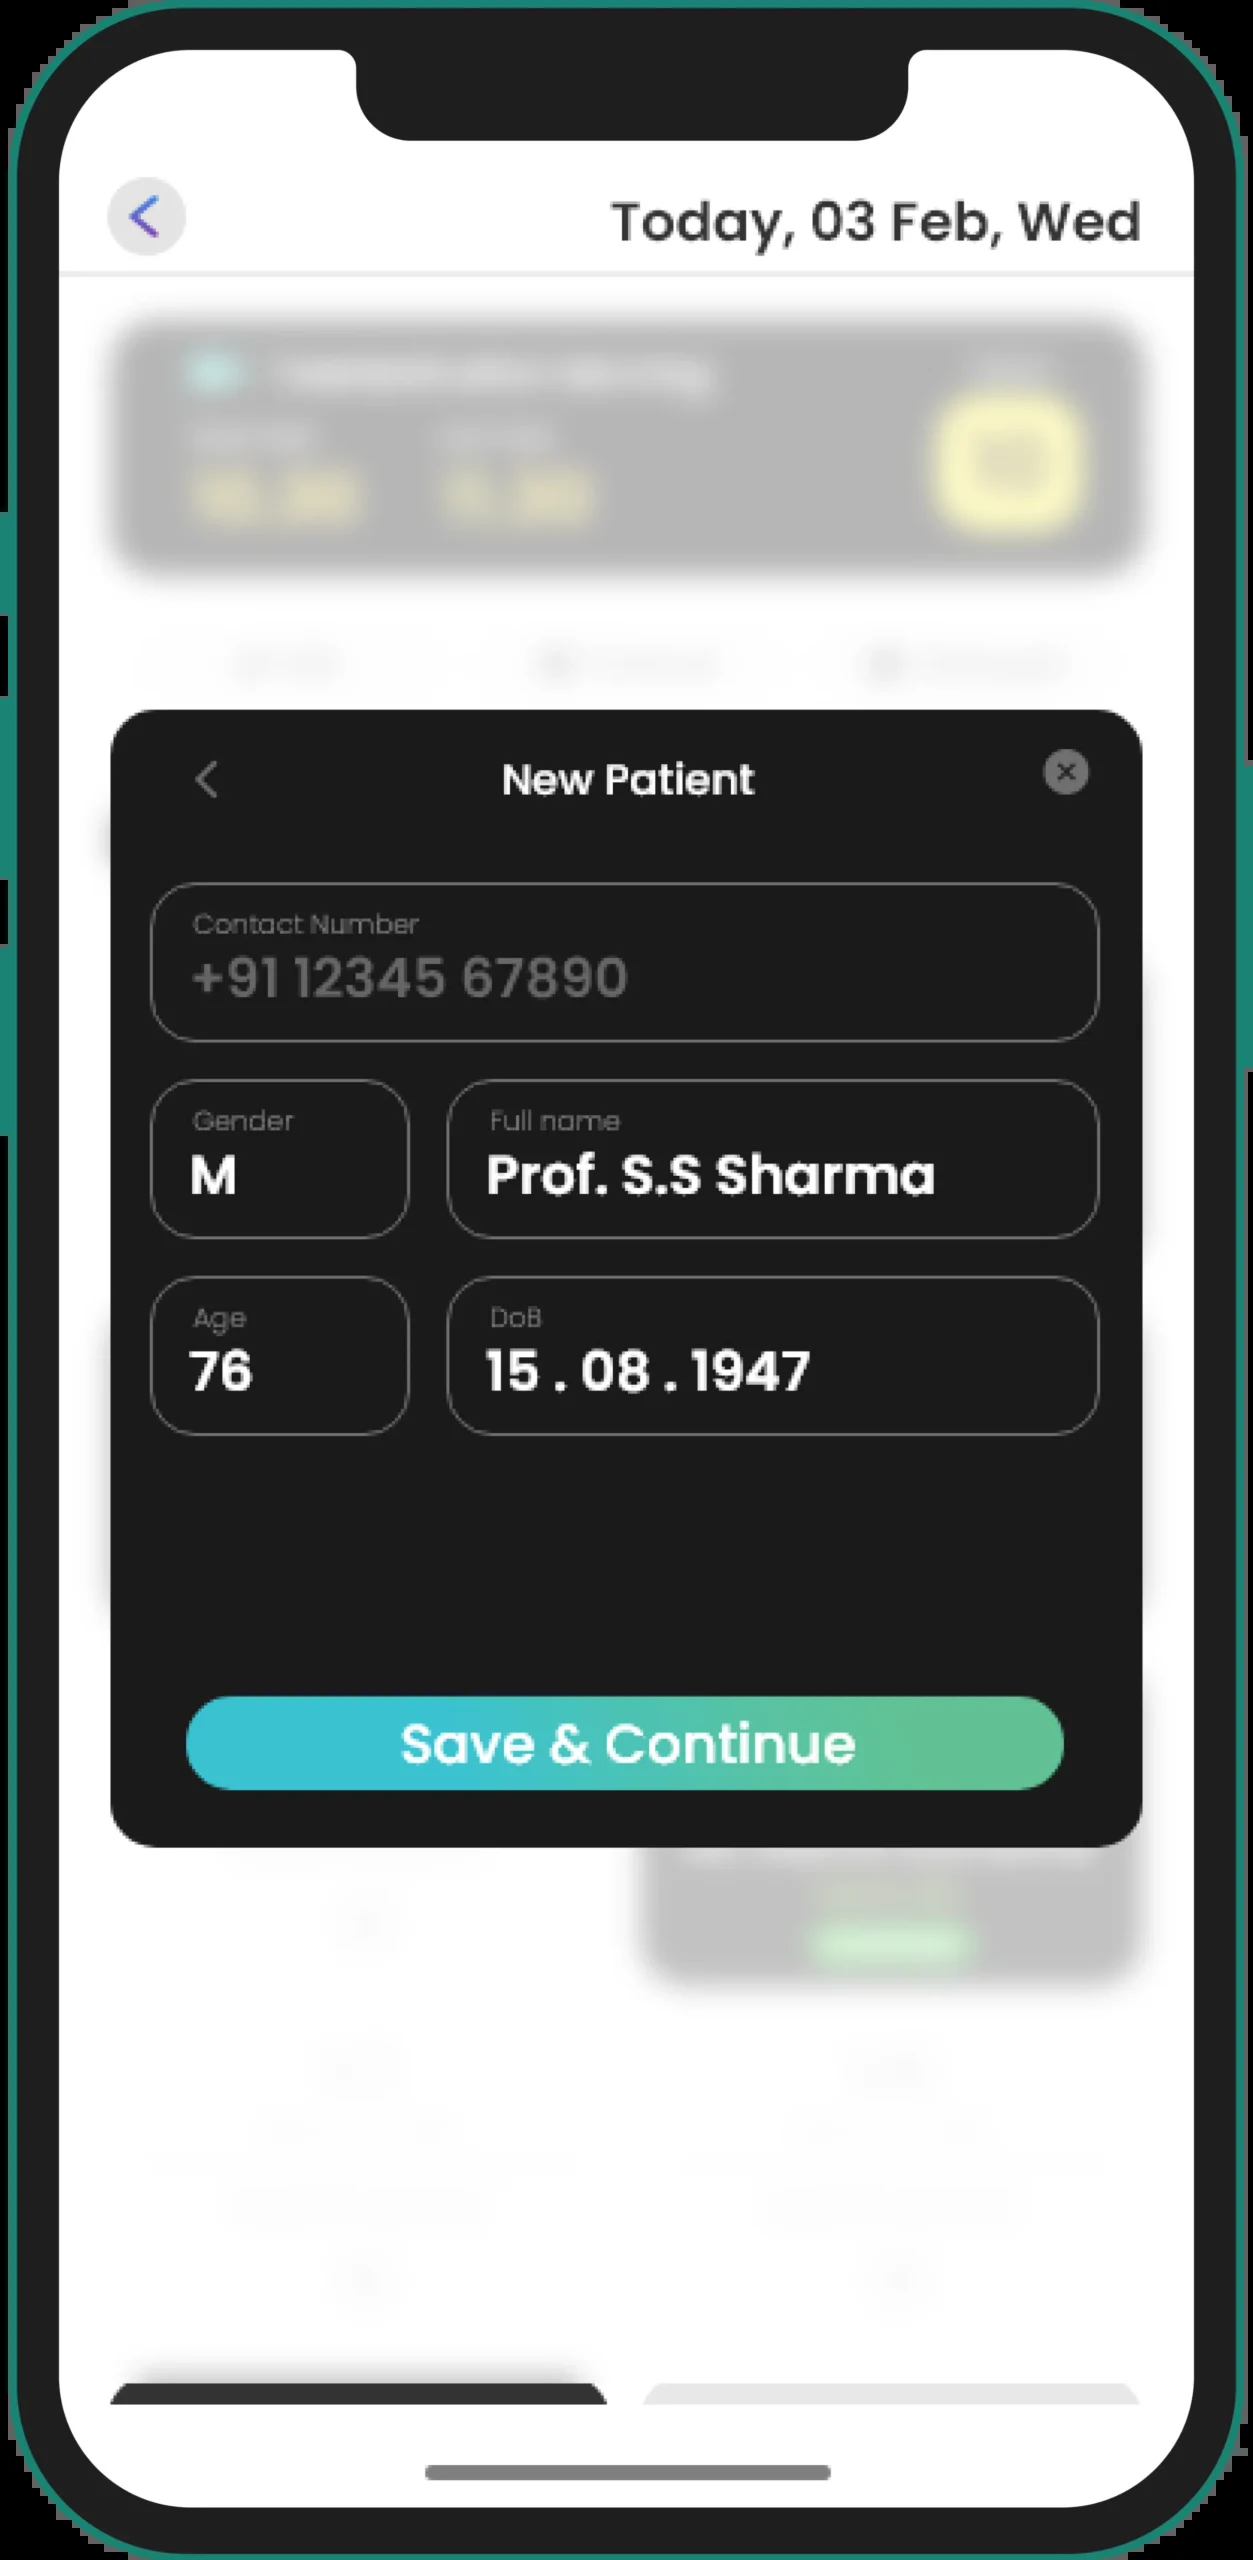 Today, 03 Feb, Wed
New Patient
Contact Number
+91 12345 67890
Gender
M
Full name
Prof. S.S Sharma
Age
76
DoB
15 . 08 . 1947
Save & Continue